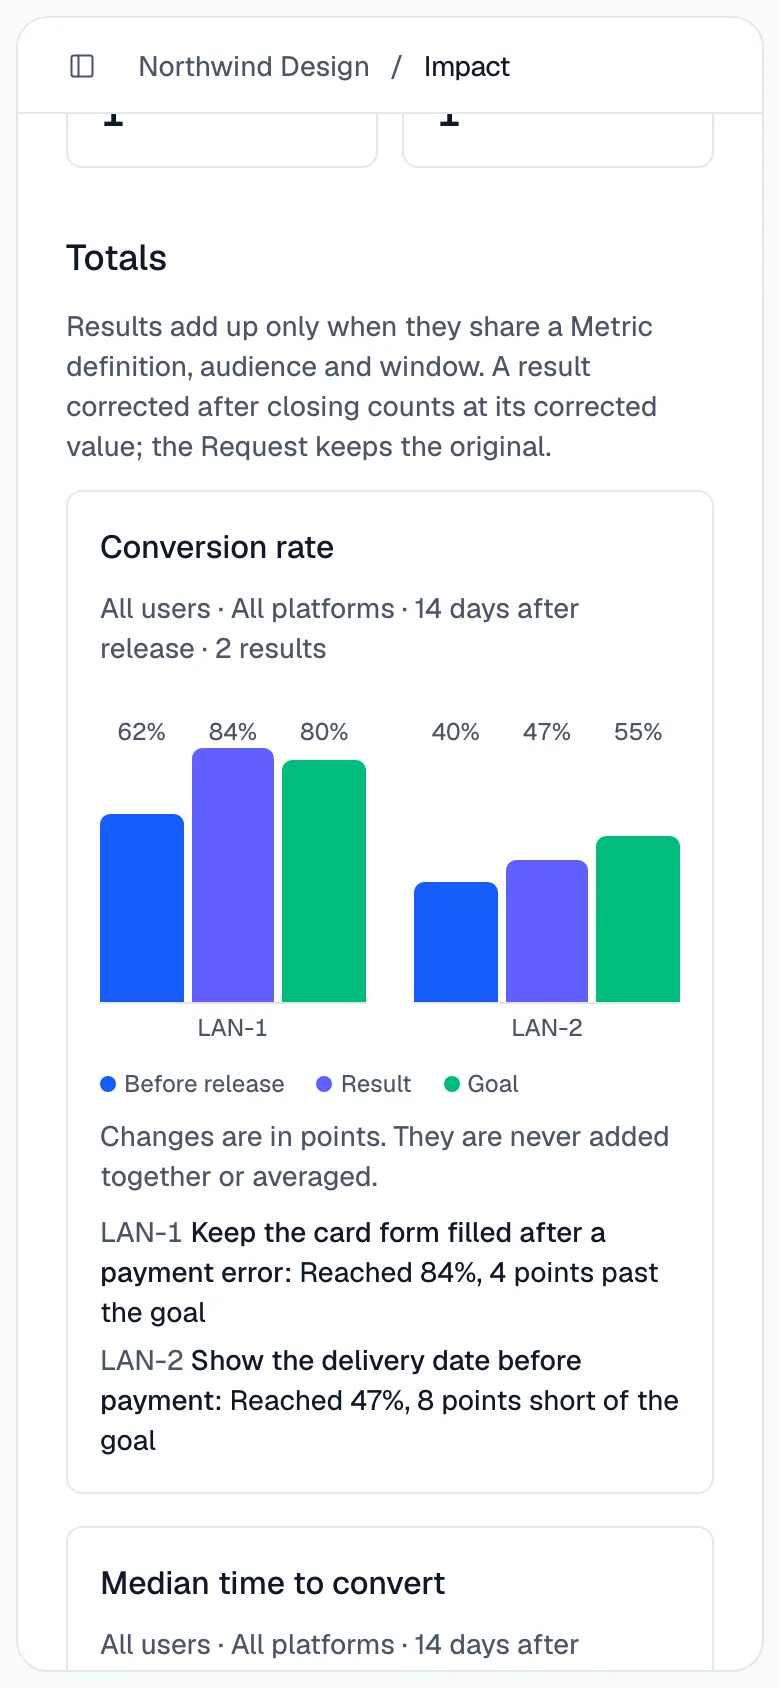 Northwind Design / Impact
Totals
Results add up only when they share a Metric
definition, audience and window. A result
corrected after closing counts at its corrected
value; the Request keeps the original.
Conversion rate
All users · All platforms · 14 days after
release · 2 results
62% 84% 80% 40% 47% 55%
LAN-1 LAN-2
Before release Result Goal
Changes are in points. They are never added
together or averaged.
LAN-1 Keep the card form filled after a
payment error: Reached 84%, 4 points past
the goal
LAN-2 Show the delivery date before
payment: Reached 47%, 8 points short of the
goal
Median time to convert
All users · All platforms · 14 days after